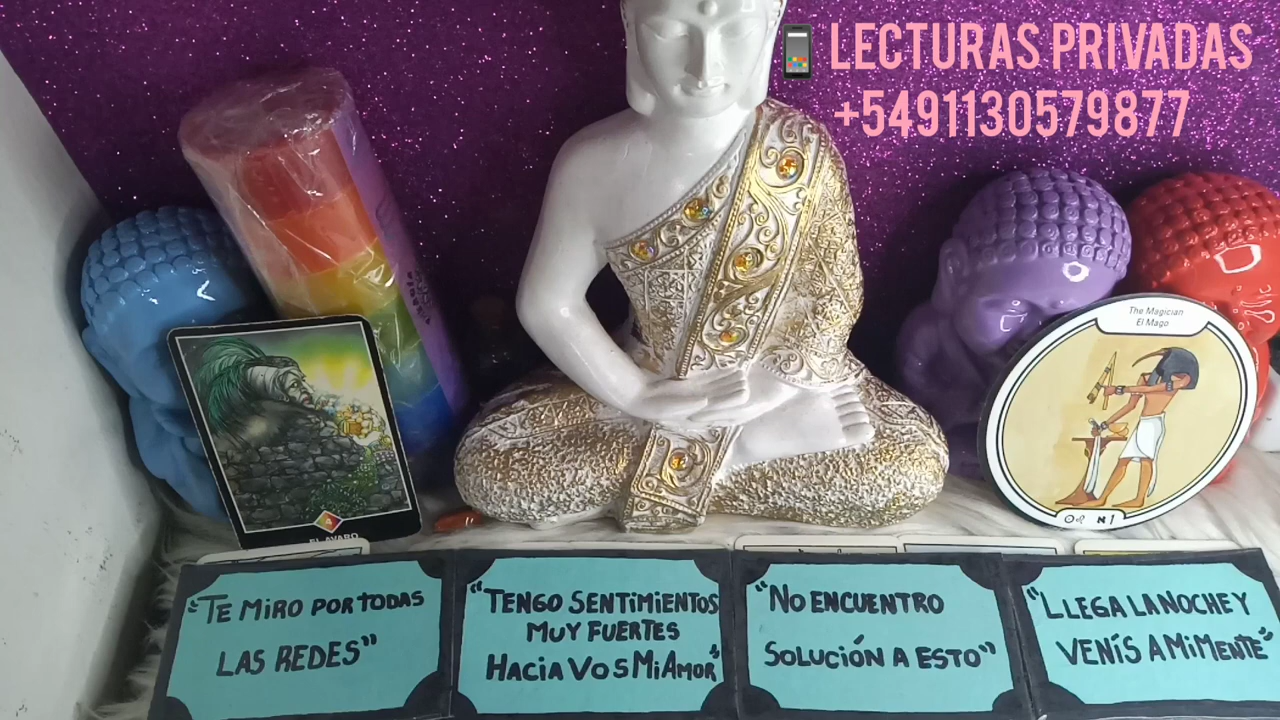 LECTURAS PRIVADAS
+5491130579877
The Magician
El Mago
4
EL AVARO
"TE MIRO POR TODAS
LAS REDES"
"TENGO SENTIMIENTOS
MUY FUERTES
HACIA VOS MI AMOR"
"NO ENCUENTRO
SOLUCIÓN A ESTO"
"LLEGA LA NOCHE Y
VENÍS A MI MENTE"